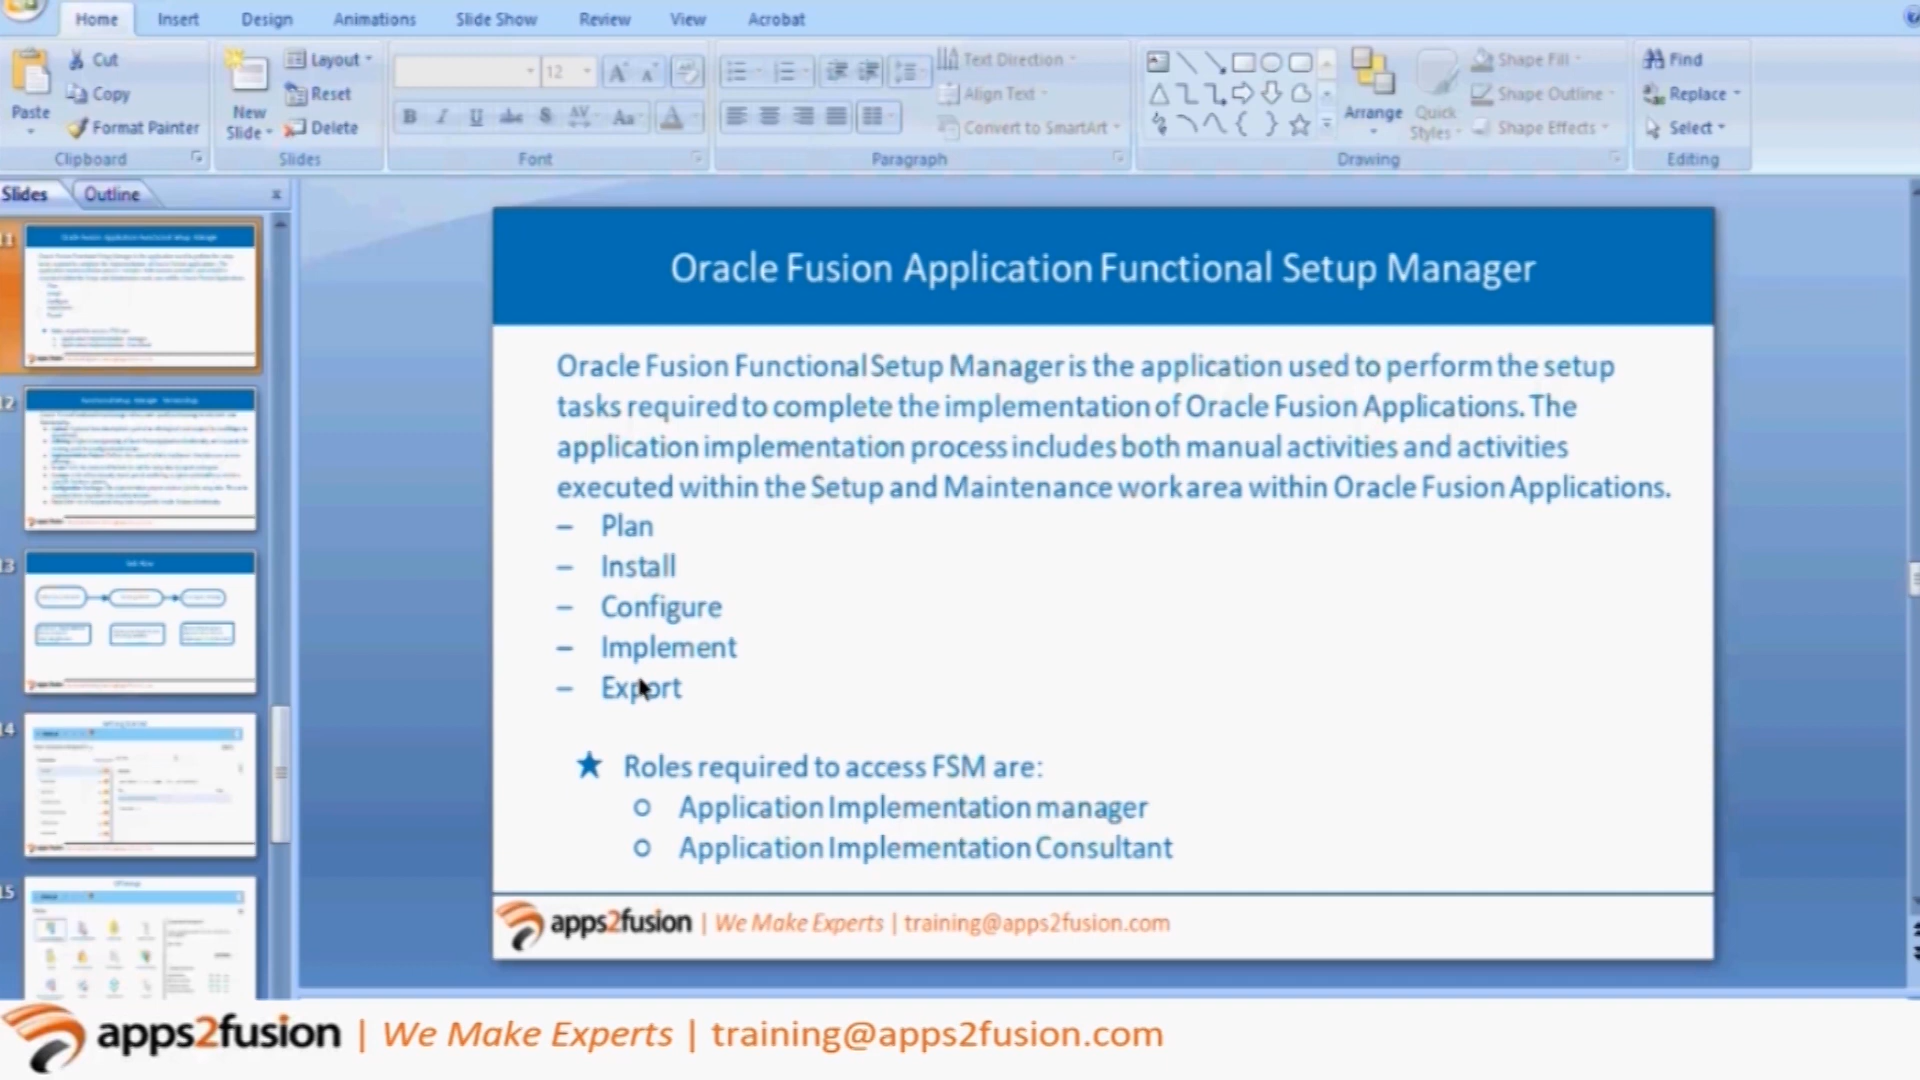 Home Insert Design Animations Slide Show Review View Acrobat
Paste
Cut
Copy
Format Painter
Clipboard
New Slide
Layout
Reset
Delete
Slides
12
Font
Text Direction
Align Text
Convert to SmartArt
Paragraph
Arrange
Quick Styles
Shape Fill
Shape Outline
Shape Effects
Drawing
Find
Replace
Select
Editing
Slides Outline
11
12
13
14
15
Oracle Fusion Application Functional Setup Manager
Oracle Fusion Functional Setup Manager is the application used to perform the setup
tasks required to complete the implementation of Oracle Fusion Applications. The
application implementation process includes both manual activities and activities
executed within the Setup and Maintenance work area within Oracle Fusion Applications.
– Plan
– Install
– Configure
– Implement
– Export
★ Roles required to access FSM are:
o Application Implementation manager
o Application Implementation Consultant
apps2fusion | We Make Experts | training@apps2fusion.com
apps2fusion | We Make Experts | training@apps2fusion.com